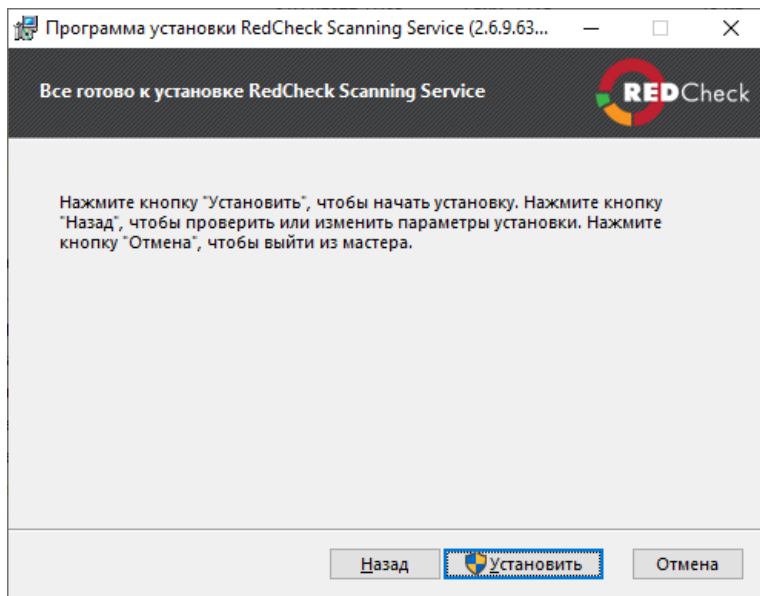 Программа установки RedCheck Scanning Service (2.6.9.63...
Все готово к установке RedCheck Scanning Service
REDCheck
Нажмите кнопку "Установить", чтобы начать установку. Нажмите кнопку
"Назад", чтобы проверить или изменить параметры установки. Нажмите
кнопку "Отмена", чтобы выйти из мастера.
Назад
Установить
Отмена